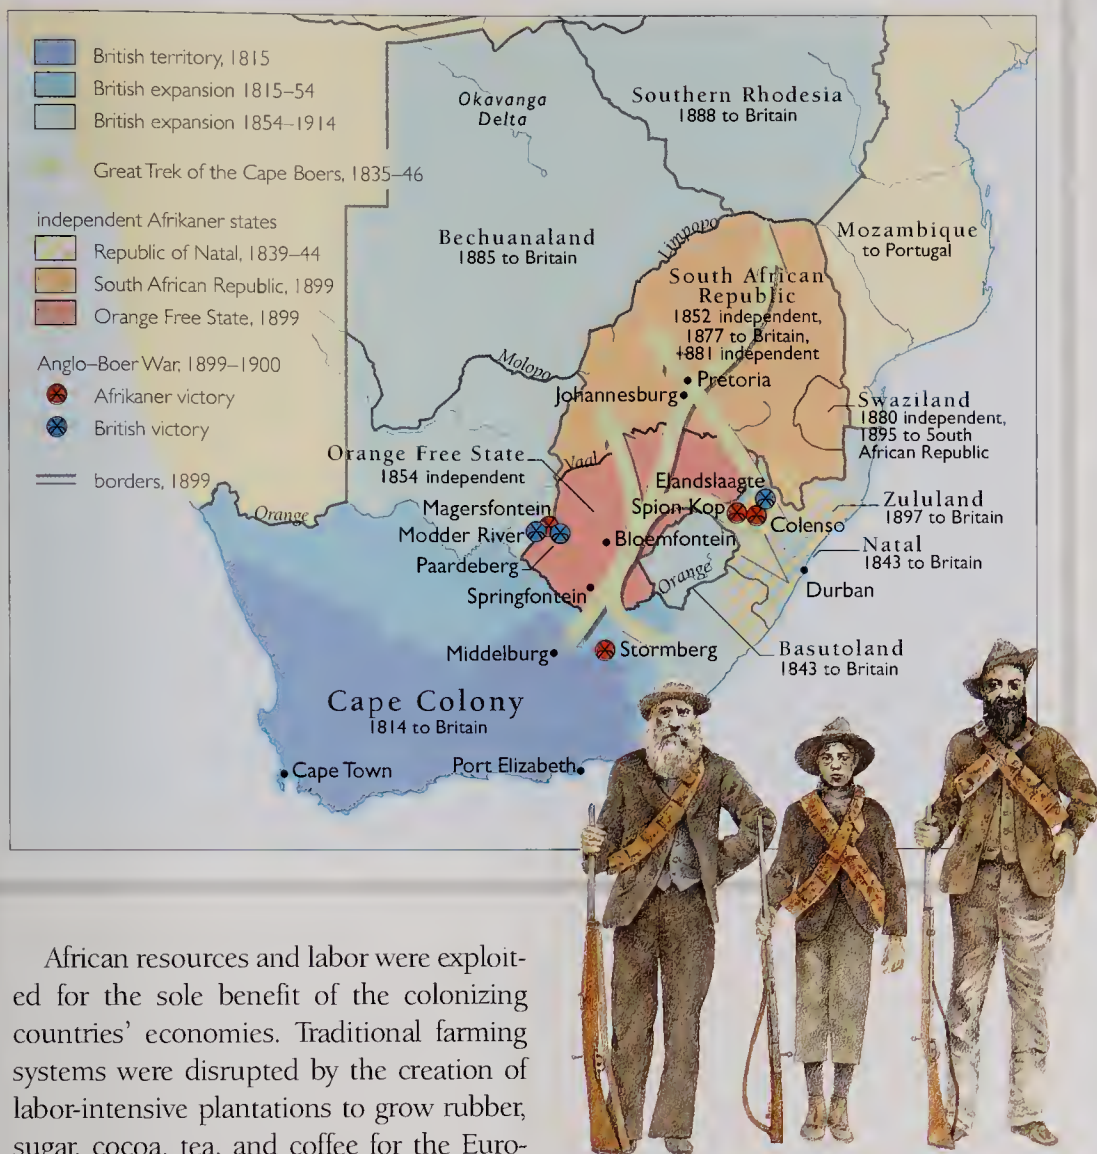 British territory, 1815
British expansion 1815–54
British expansion 1854–1914
Great Trek of the Cape Boers, 1835–46
independent Afrikaner states
Republic of Natal, 1839–44
South African Republic, 1899
Orange Free State, 1899
Anglo–Boer War, 1899–1900
Afrikaner victory
British victory
borders, 1899
Okavanga
Delta
Southern Rhodesia
1888 to Britain
Bechuanaland
1885 to Britain
Limpopo
Mozambique
to Portugal
South African
Republic
1852 independent,
1877 to Britain,
1881 independent
Molopo
Pretoria
Johannesburg
Swaziland
1880 independent,
1895 to South
African Republic
Orange Free State
1854 independent
Vaal
Elandslaagte
Magersfontein
Spion Kop
Zululand
1897 to Britain
Orange
Modder River
Bloemfontein
Colenso
Natal
1843 to Britain
Paardeberg
Orange
Durban
Springfontein
Middelburg
Stormberg
Basutoland
1843 to Britain
Cape Colony
1814 to Britain
Cape Town
Port Elizabeth
African resources and labor were exploit-
ed for the sole benefit of the colonizing
countries' economies. Traditional farming
systems were disrupted by the creation of
labor-intensive plantations to grow rubber,
sugar, cocoa, tea, and coffee for the Euro-